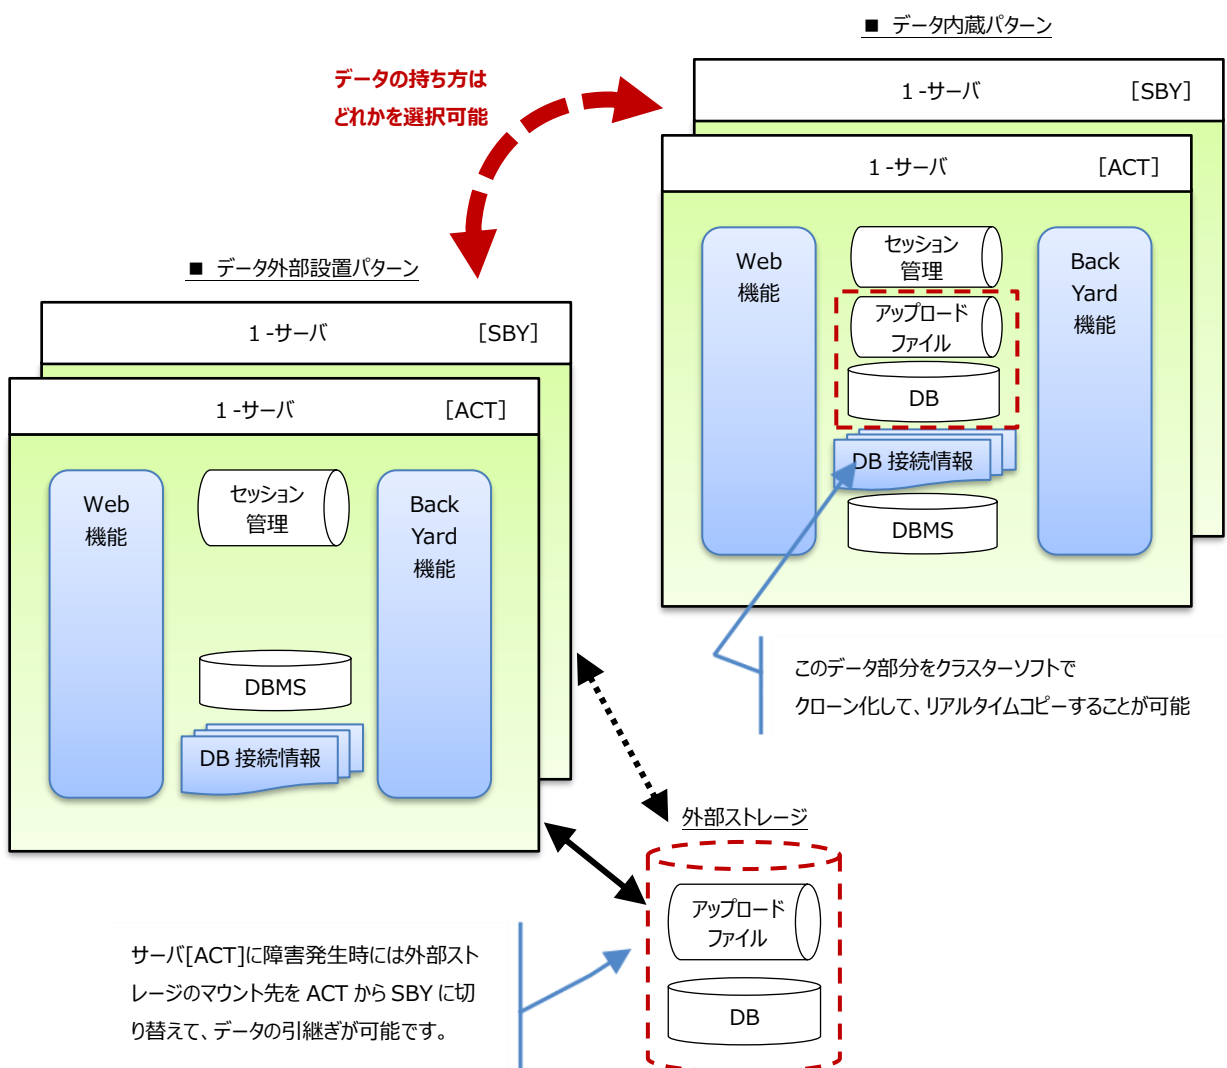 ■ データ内蔵パターン
データの持ち方は
どれかを選択可能
1-サーバ [SBY]
1-サーバ [ACT]
Web
機能
セッション
管理
アップロード
ファイル
DB
DB 接続情報
DBMS
Back
Yard
機能
■ データ外部設置パターン
1-サーバ [SBY]
1-サーバ [ACT]
Web
機能
セッション
管理
DBMS
DB 接続情報
Back
Yard
機能
このデータ部分をクラスターソフトで
クローン化して、リアルタイムコピーすることが可能
外部ストレージ
アップロード
ファイル
DB
サーバ[ACT]に障害発生時には外部スト
レージのマウント先を ACT から SBY に切
り替えて、データの引継ぎが可能です。